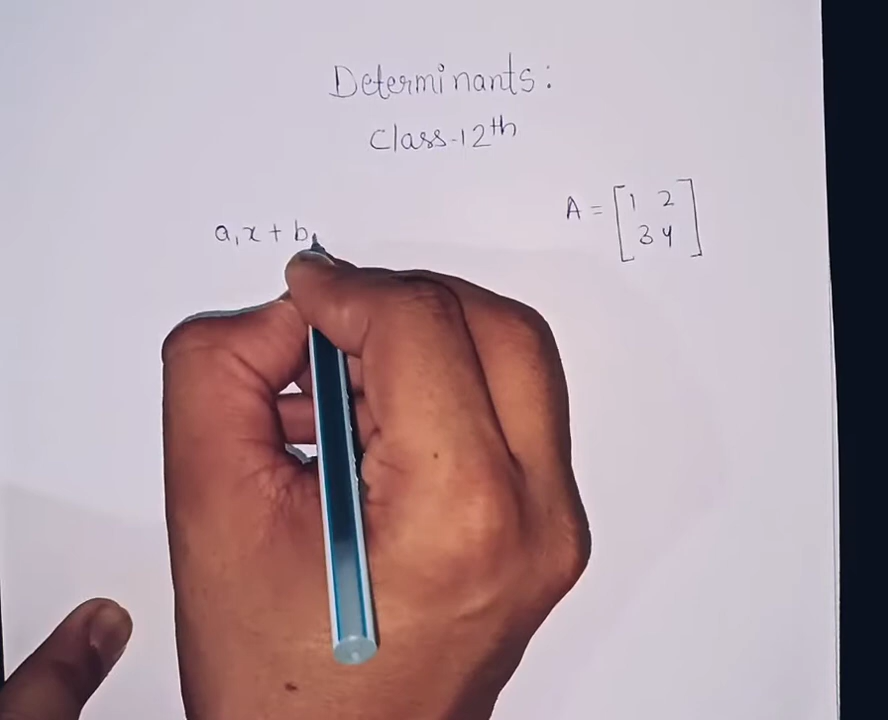 Determinants:
Class-12th
a₁x + b₁
A = [1 2
3 4]